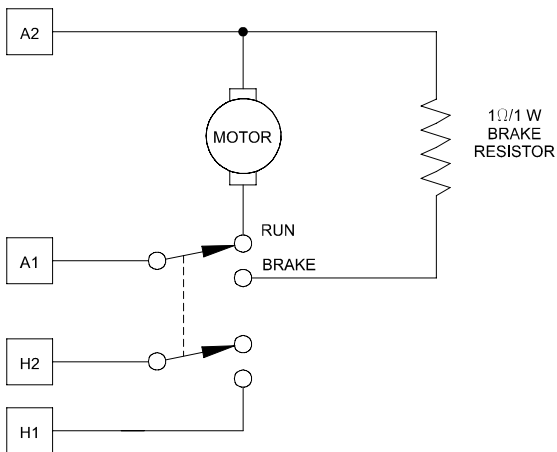 A2
1Ω/1 W
BRAKE
RESISTOR
MOTOR
RUN
A1
BRAKE
H2
H1